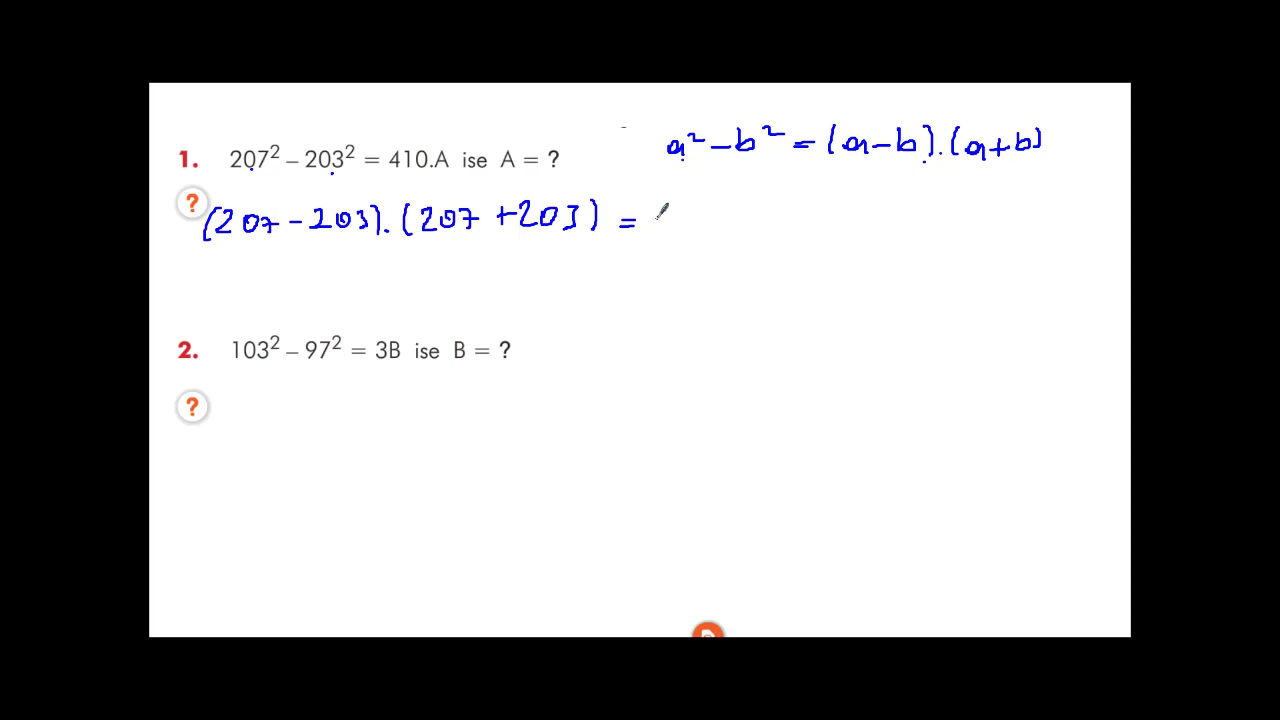 a² – b² = (a – b) . (a + b)
1. 207² – 203² = 410.A ise A = ?
? (207 – 203) . (207 + 203) =
2. 103² – 97² = 3B ise B = ?
?